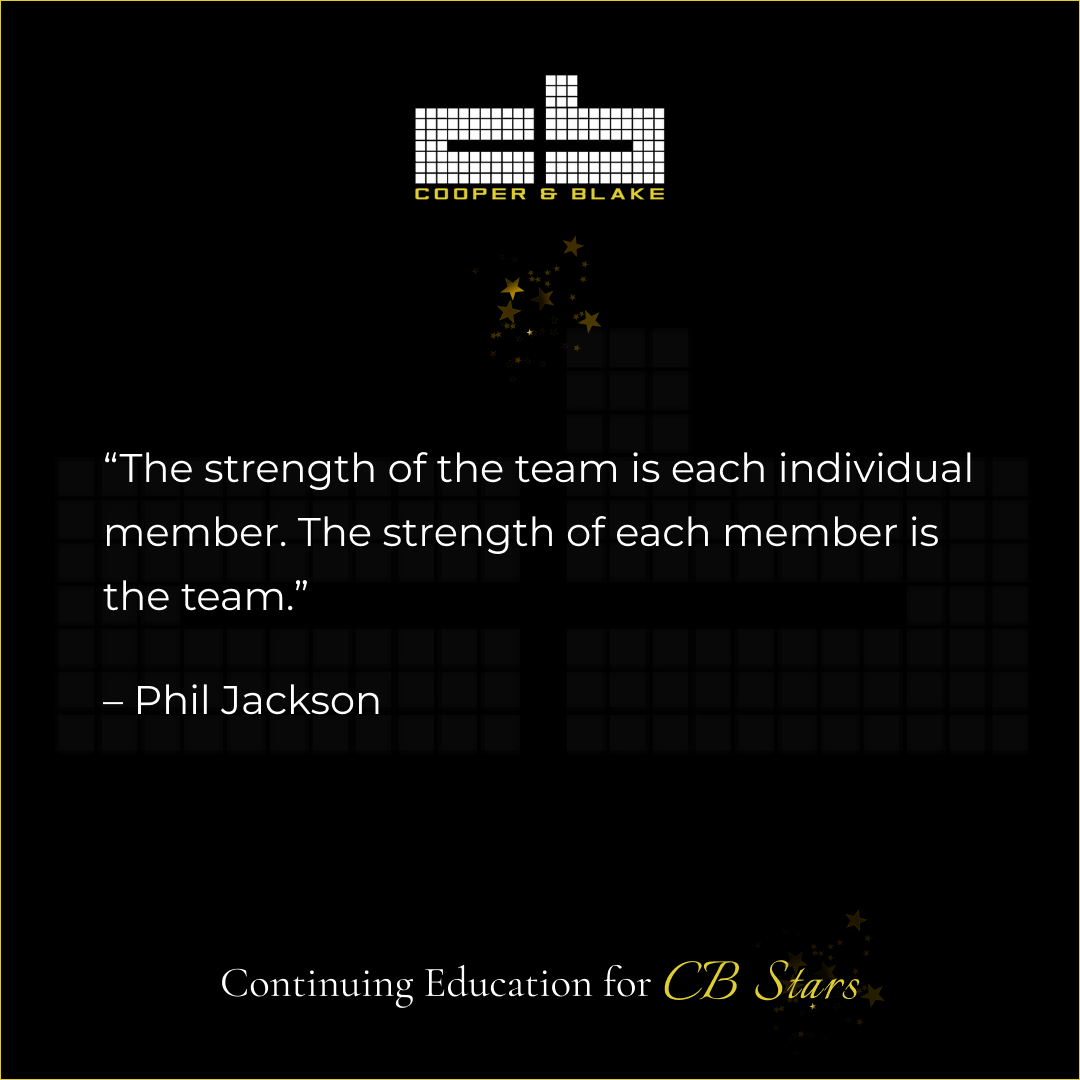 cb
COOPER & BLAKE
“The strength of the team is each individual
member. The strength of each member is
the team.”
– Phil Jackson
Continuing Education for CB Stars